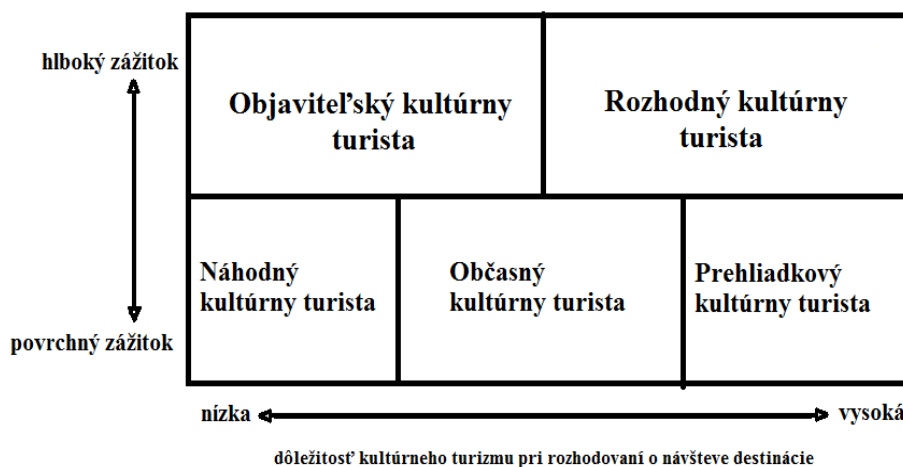 hlboký zážitok
Objaviteľský kultúrny
turista
Rozhodný kultúrny
turista
Náhodný
kultúrny turista
Občasný
kultúrny turista
Prehliadkový
kultúrny turista
povrchný zážitok
nízka
vysoká
dôležitosť kultúrneho turizmu pri rozhodovaní o návšteve destinácie